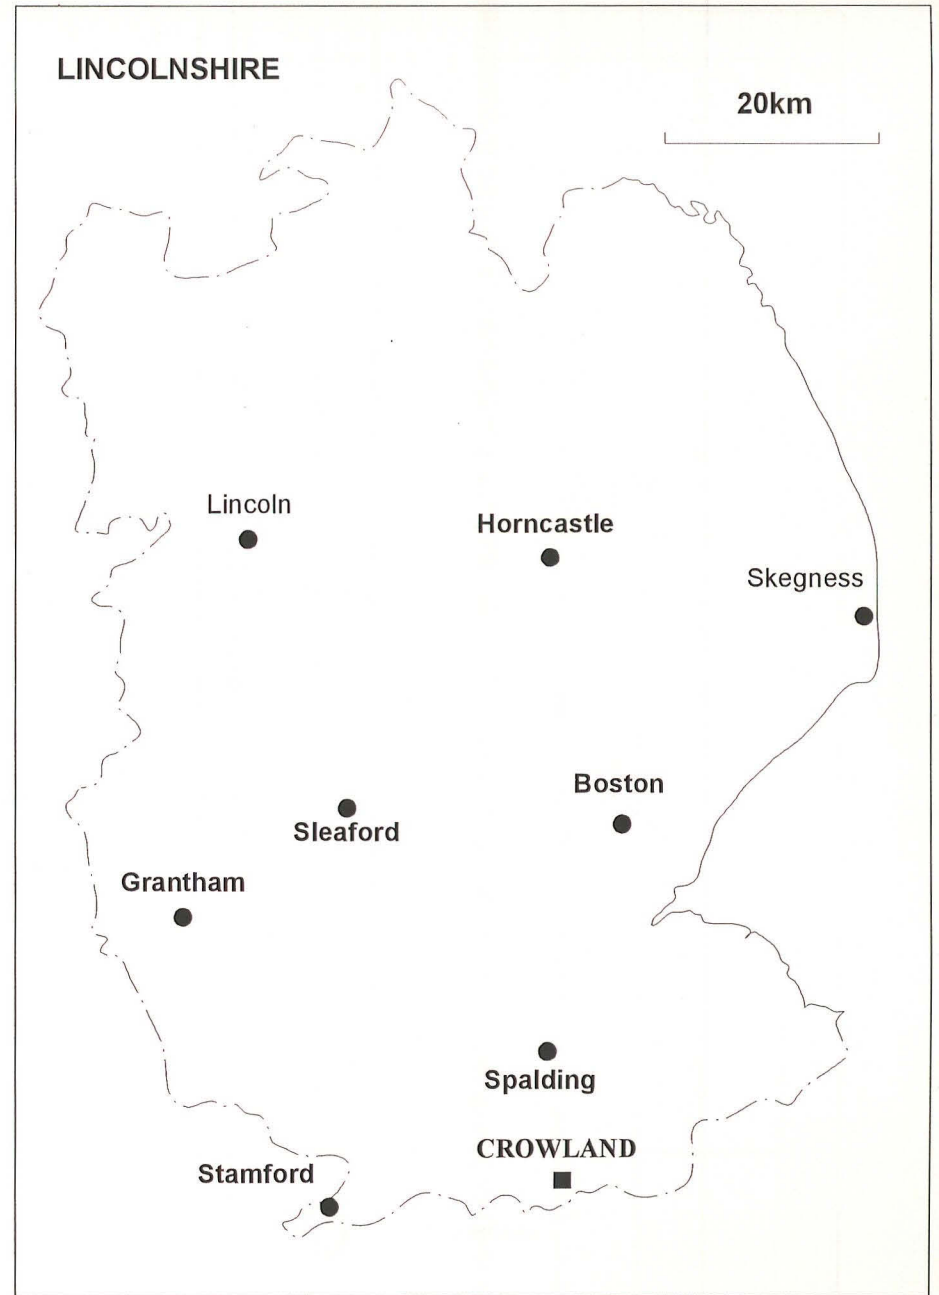 LINCOLNSHIRE
20km
Lincoln
Horncastle
Skegness
Boston
Sleaford
Grantham
Spalding
CROWLAND
Stamford